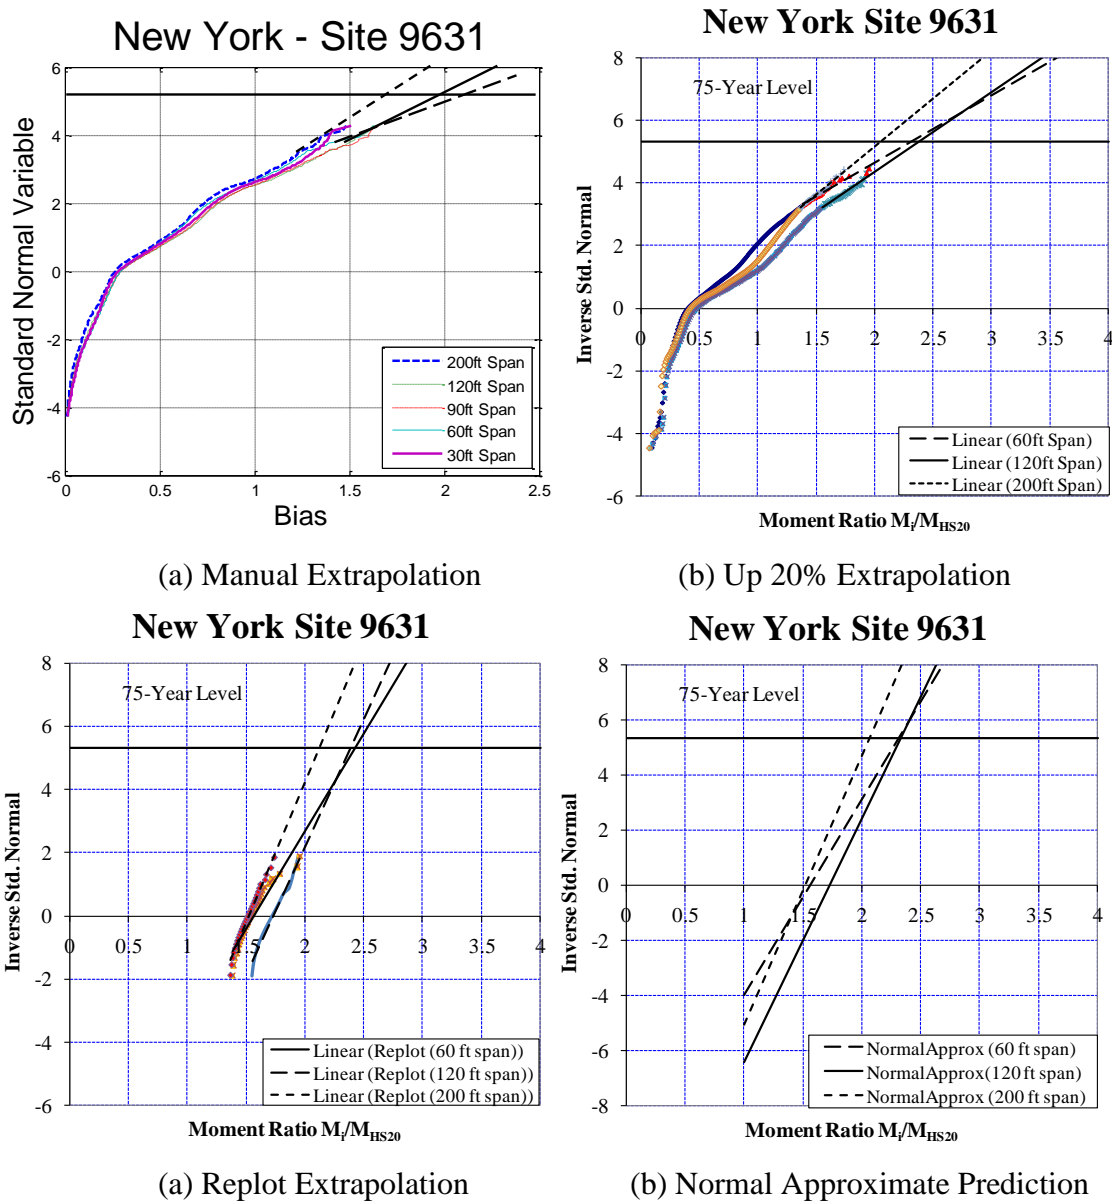 New York - Site 9631
6
4
2
0
-2
-4
-6
0
0.5
1
1.5
2
2.5
Standard Normal Variable
Bias
200ft Span
120ft Span
90ft Span
60ft Span
30ft Span
(a) Manual Extrapolation
New York Site 9631
75-Year Level
8
6
4
2
0
-2
-4
-6
0 0.5 1 1.5 2 2.5 3 3.5 4
Inverse Std. Normal
Moment Ratio Mi/MHS20
Linear (60ft Span)
Linear (120ft Span)
Linear (200ft Span)
(b) Up 20% Extrapolation
New York Site 9631
75-Year Level
8
6
4
2
0
-2
-4
-6
0 0.5 1 1.5 2 2.5 3 3.5 4
Inverse Std. Normal
Moment Ratio Mi/MHS20
Linear (Replot (60 ft span))
Linear (Replot (120 ft span))
Linear (Replot (200 ft span))
(a) Replot Extrapolation
New York Site 9631
75-Year Level
8
6
4
2
0
-2
-4
-6
-8
0 0.5 1 1.5 2 2.5 3 3.5 4
Inverse Std. Normal
Moment Ratio Mi/MHS20
NormalApprox (60 ft span)
NormalApprox (120 ft span)
NormalApprox (200 ft span)
(b) Normal Approximate Prediction